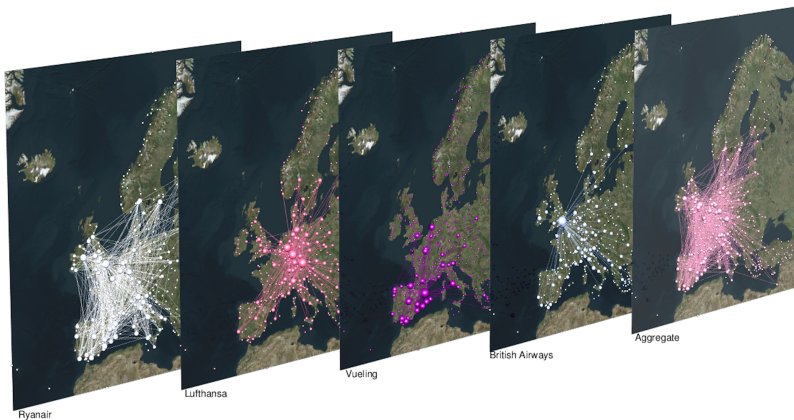 Ryanair
Lufthansa
Vueling
British Airways
Aggregate